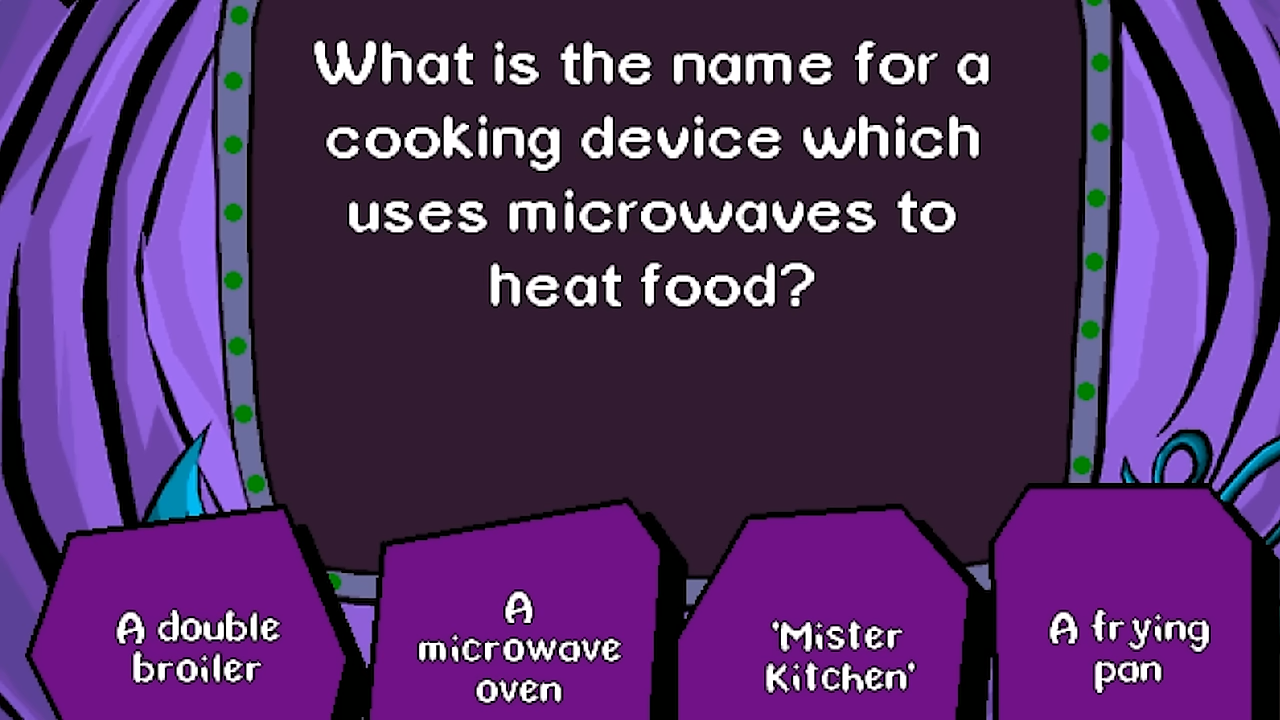 What is the name for a
cooking device which
uses microwaves to
heat food?
A double
broiler
A
microwave
oven
'Mister
Kitchen'
A frying
pan